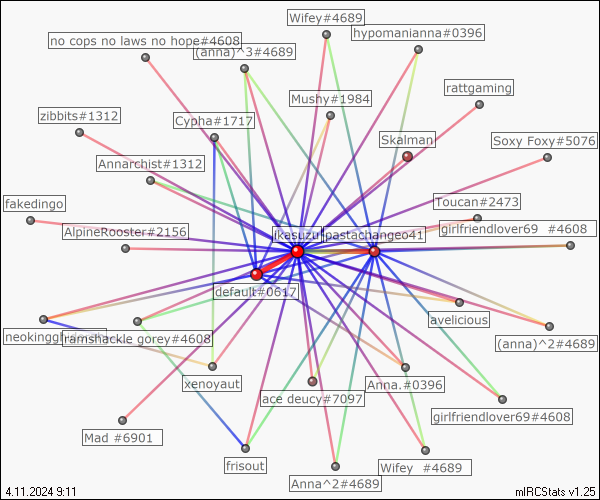 Wifey#4689
hypomanianna#0396
no cops no laws no hope#4608
(anna)^3#4689
rattgaming
Mushy#1984
zibbits#1312
Cypha#1717
Skalman
Soxy Foxy#5076
Annarchist#1312
fakedingo
Toucan#2473
AlpineRooster#2156
pastachangeo41
girlfriendlover69 #4608
default#0617
avelicious
ramshackle gorey#4608
(anna)^2#4689
xenoyaut
Anna.#0396
ace deucy#7097
girlfriendlover69#4608
Mad #6901
frisout
Wifey #4689
Anna^2#4689
4.11.2024 9:11
mIRCStats v1.25